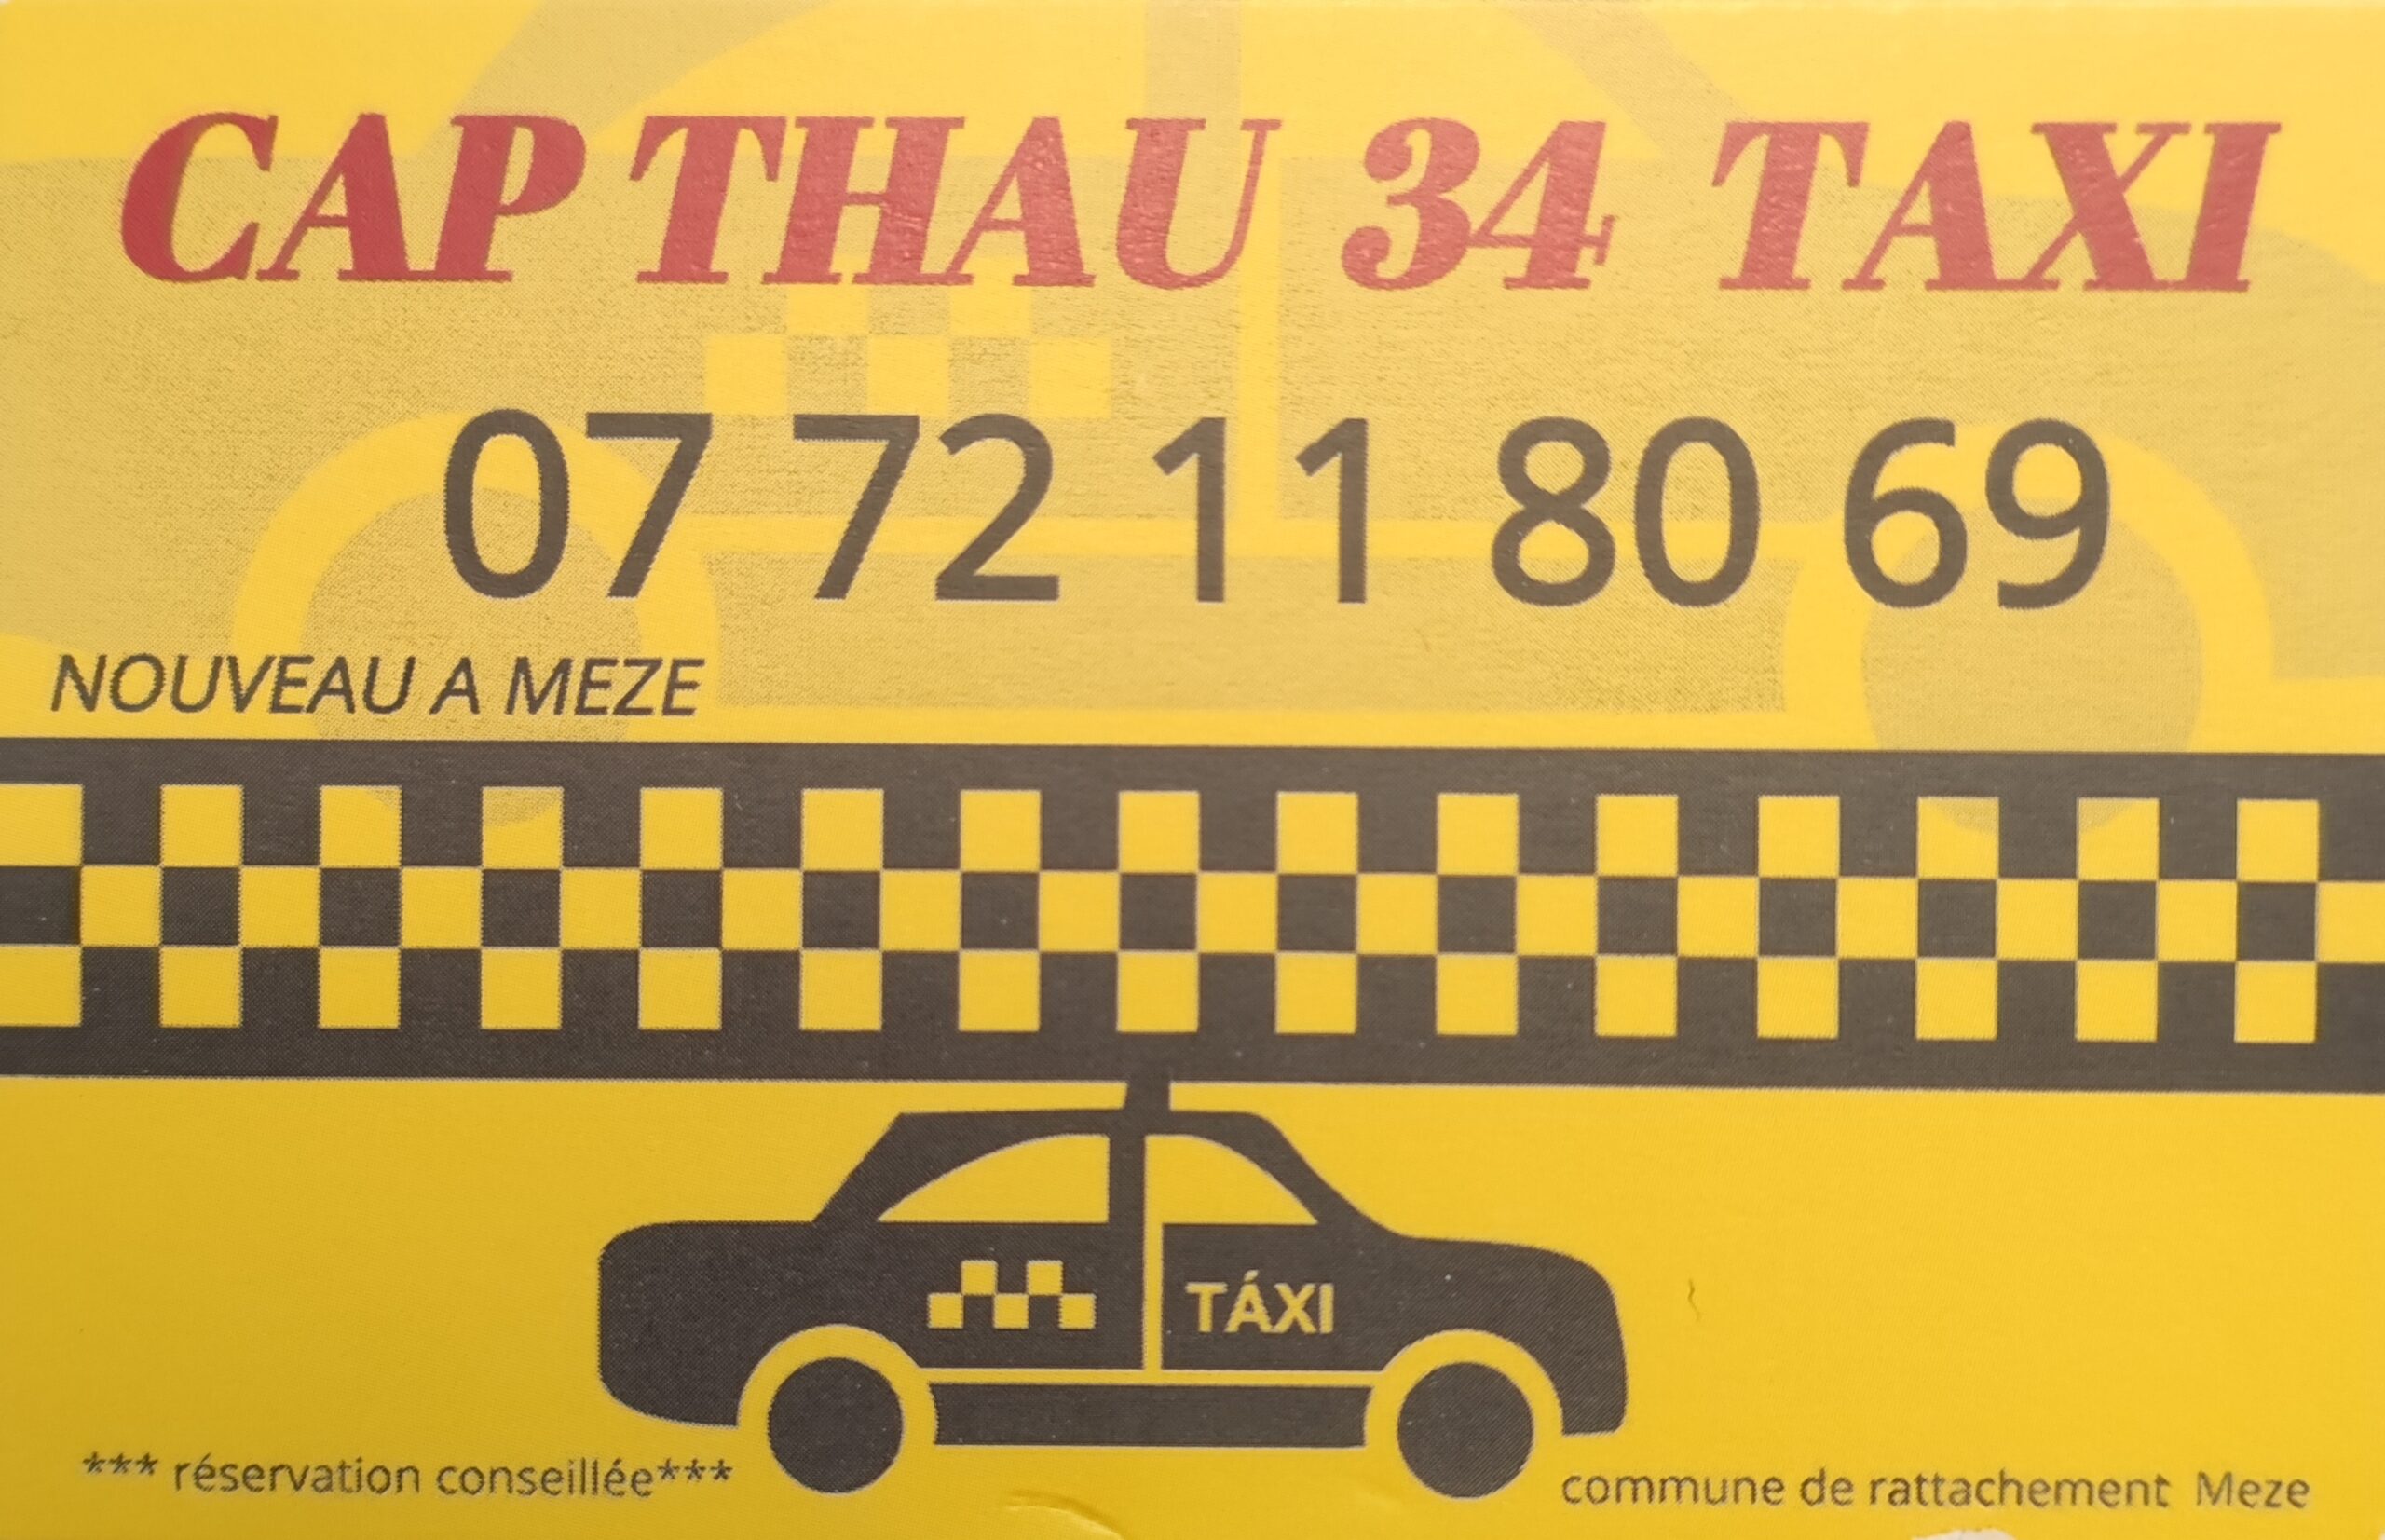 CAP THAU 34 TAXI
07 72 11 80 69
NOUVEAU A MEZE
TÁXI
*** réservation conseillée***
commune de rattachement Meze